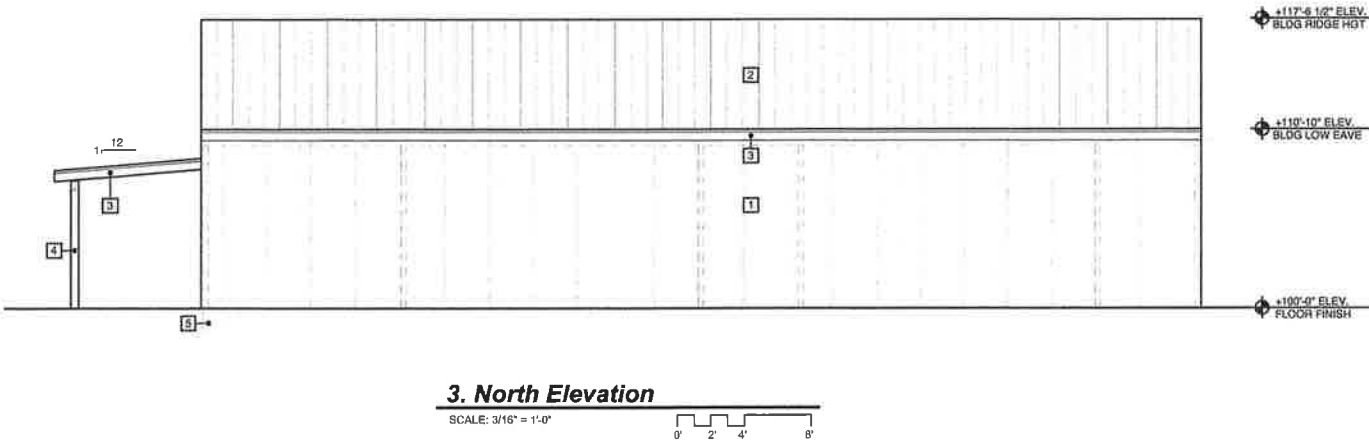 +117'-6 1/2" ELEV.
BLDG RIDGE HGT
2
+110'-10" ELEV.
BLDG LOW EAVE
12
1
3
3
1
4
+100'-0" ELEV.
FLOOR FINISH
5
3. North Elevation
SCALE: 3/16" = 1'-0"
0' 2' 4' 8'